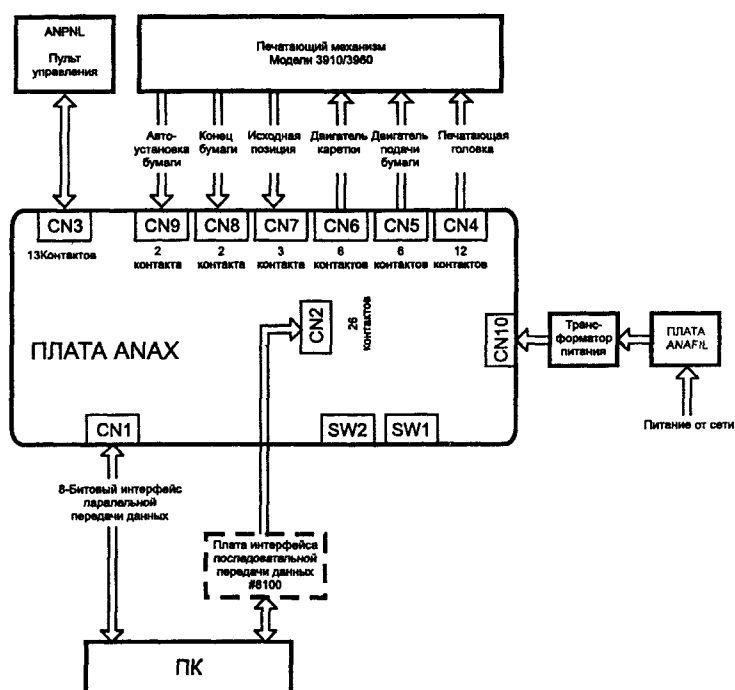 ANPNL
Пульт
управления
Печатающий механизм
Модели 3910/3960
Авто-
установка
бумаги
Конец
бумаги
Исходная
позиция
Двигатель
каретки
Двигатель
подачи
бумаги
Печатающая
головка
CN3
CN9
CN8
CN7
CN6
CN5
CN4
13Контактов
2
контакта
2
контакта
3
контакта
6
контактов
6
контактов
12
контактов
CN2
26
контактов
ПЛАТА ANAX
CN10
Транс-
форматор
питания
ПЛАТА
ANAFIL
Питание от сети
CN1
SW2
SW1
8-Битовый интерфейс
ларалельной
передачи данных
Плата интерфейса
последовательной
передачи данных
#8100
ПК